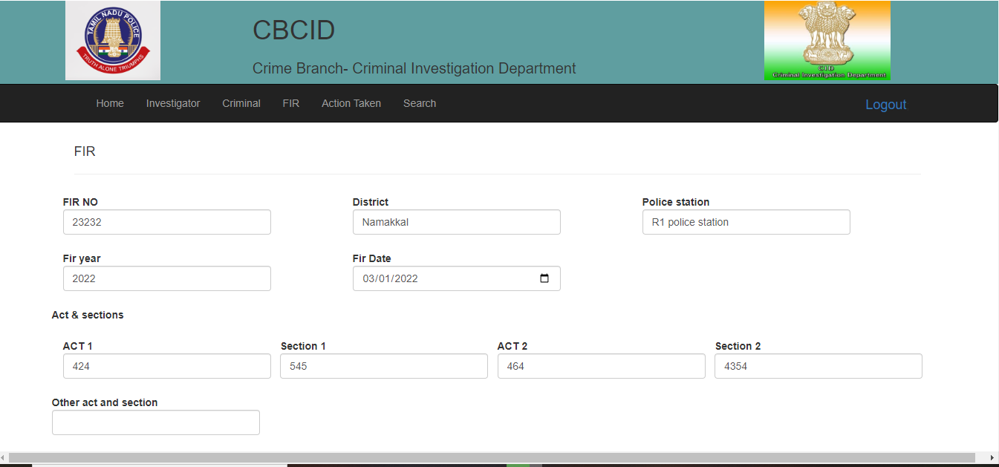 TAMIL NADU POLICE
TRUTH ALONE TRIUMPHS
CBCID
Crime Branch- Criminal Investigation Department
CID
Criminal Investigation Department
Home Investigator Criminal FIR Action Taken Search Logout
FIR
FIR NO District Police station
23232 Namakkal R1 police station
Fir year Fir Date
2022 03/01/2022
Act & sections
ACT 1 Section 1 ACT 2 Section 2
424 545 464 4354
Other act and section